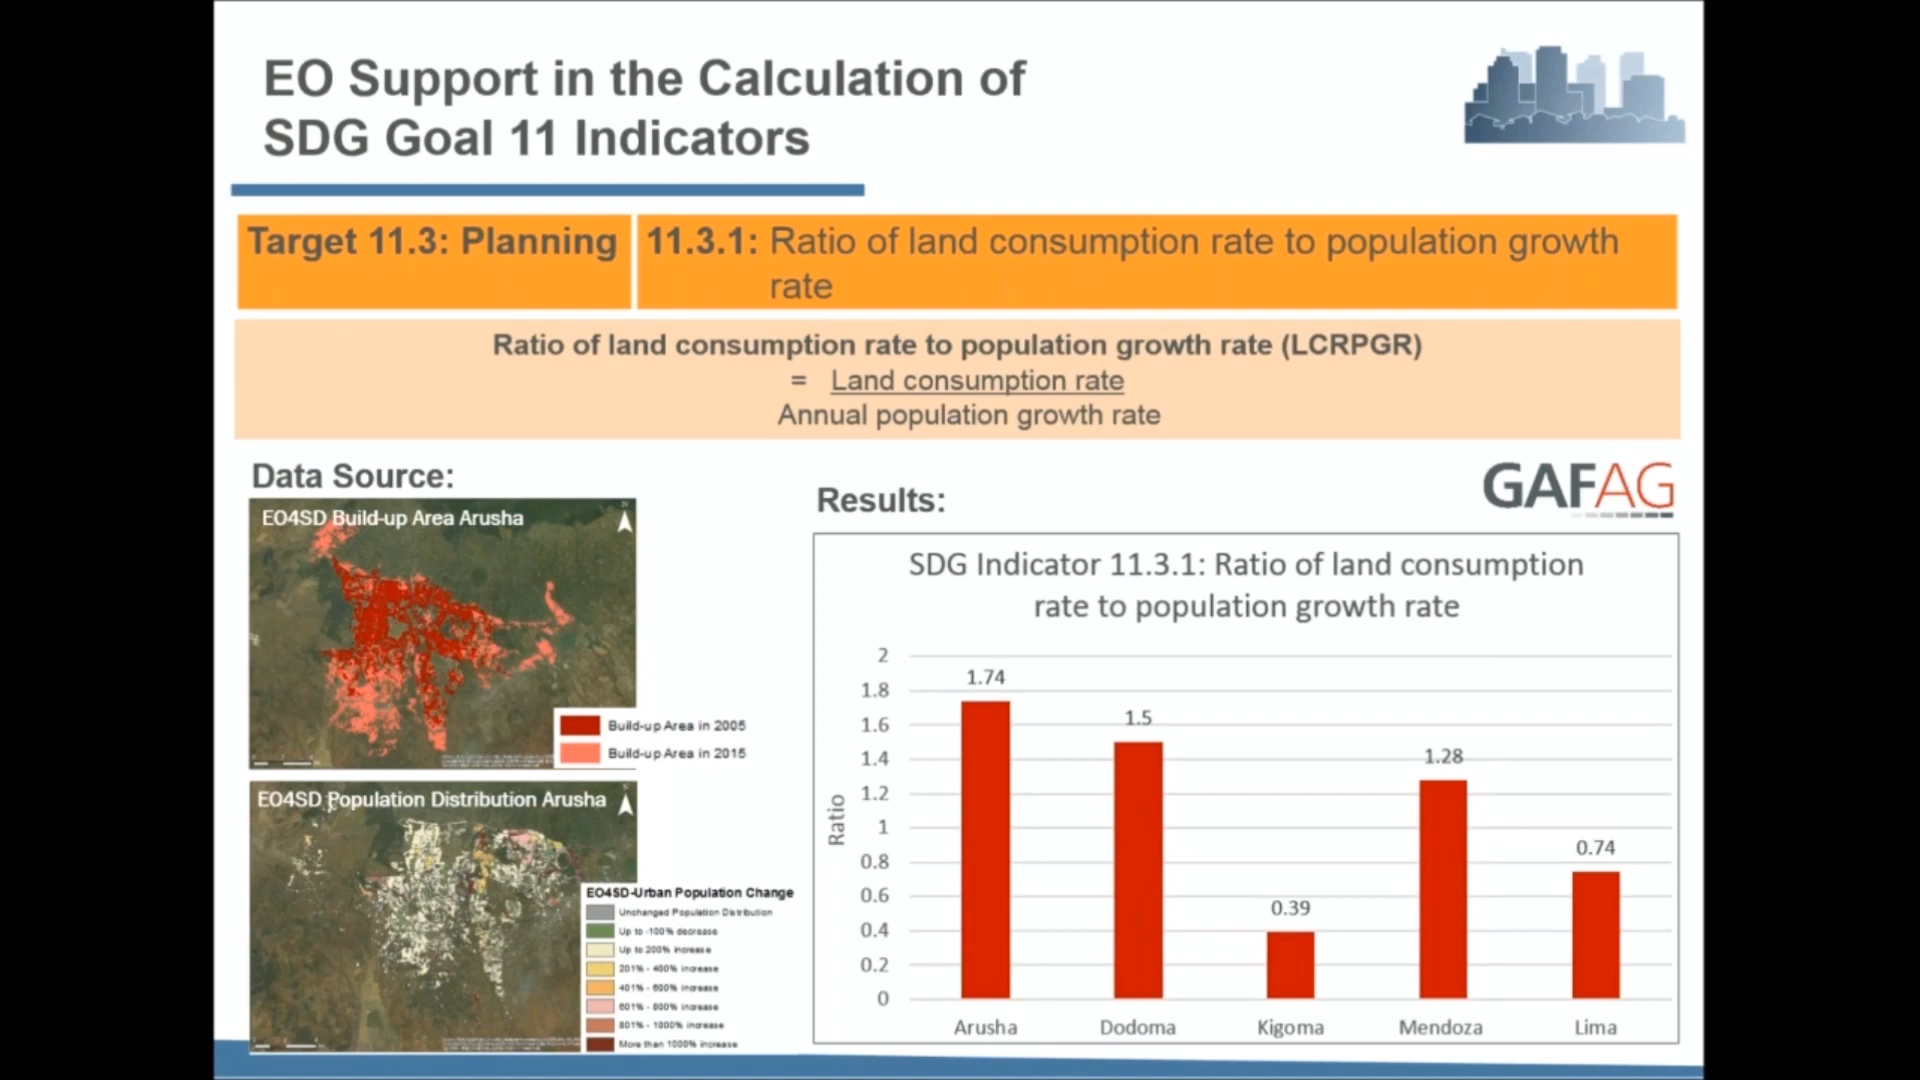 EO Support in the Calculation of
SDG Goal 11 Indicators
Target 11.3: Planning
11.3.1: Ratio of land consumption rate to population growth
rate
Ratio of land consumption rate to population growth rate (LCRPGR)
= Land consumption rate
Annual population growth rate
Data Source:
EO4SD Build-up Area Arusha
Build-up Area in 2005
Build-up Area in 2015
EO4SD Population Distribution Arusha
EO4SD-Urban Population Change
Unchanged Population Distribution
Up to -100% decrease
Up to 200% increase
201% - 400% increase
401% - 600% increase
601% - 800% increase
801% - 1000% increase
More than 1000% increase
Results:
GAFAG
SDG Indicator 11.3.1: Ratio of land consumption
rate to population growth rate
Ratio
2
1.8
1.6
1.4
1.2
1
0.8
0.6
0.4
0.2
0
1.74
1.5
0.39
1.28
0.74
Arusha
Dodoma
Kigoma
Mendoza
Lima